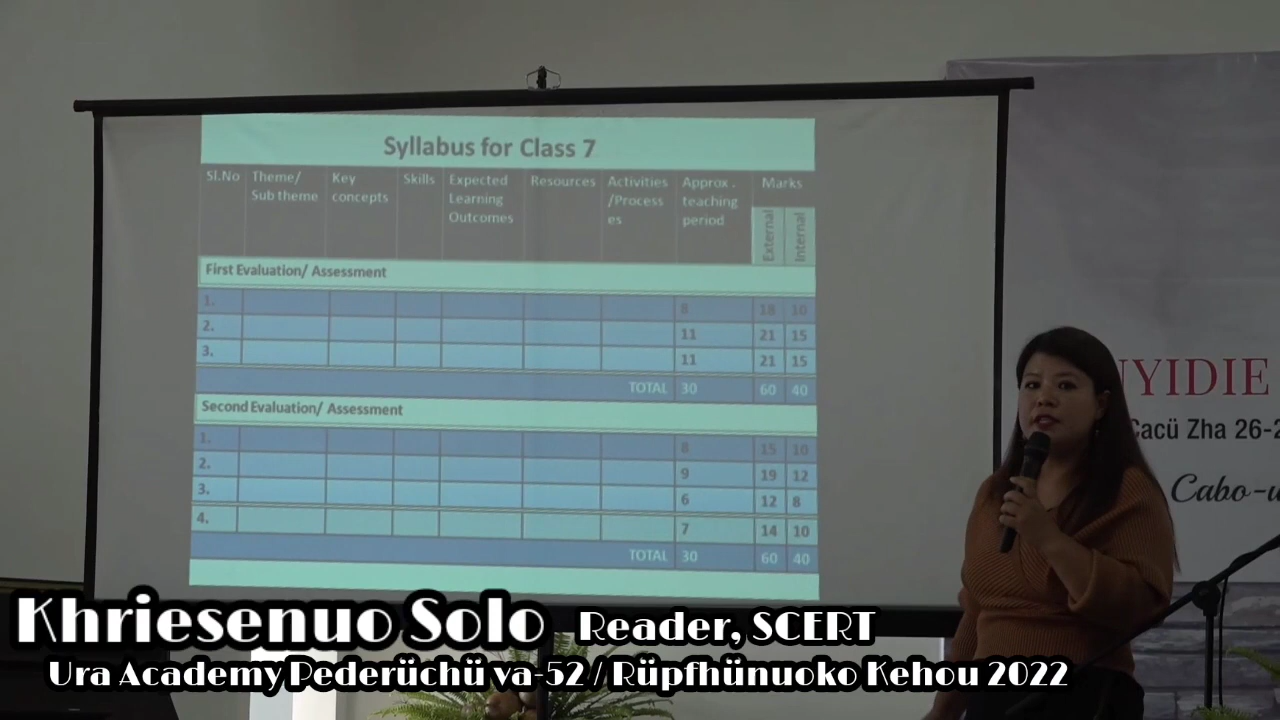 Syllabus for Class 7
Sl.No Theme/ Sub theme Key concepts Skills Expected Learning Outcomes Resources Activities /Process es Approx . teaching period Marks
External Internal
First Evaluation/ Assessment
1. 8 18 10
2. 11 21 15
3. 11 21 15
TOTAL 30 60 40
Second Evaluation/ Assessment
1. 8 15 10
2. 9 19 12
3. 6 12 8
4. 7 14 10
TOTAL 30 60 40
NYIDIE
Cacü Zha 26-2
Cabo-u
Khriesenuo Solo Reader, SCERT
Ura Academy Pederüchü va-52 / Rüpfhünuoko Kehou 2022